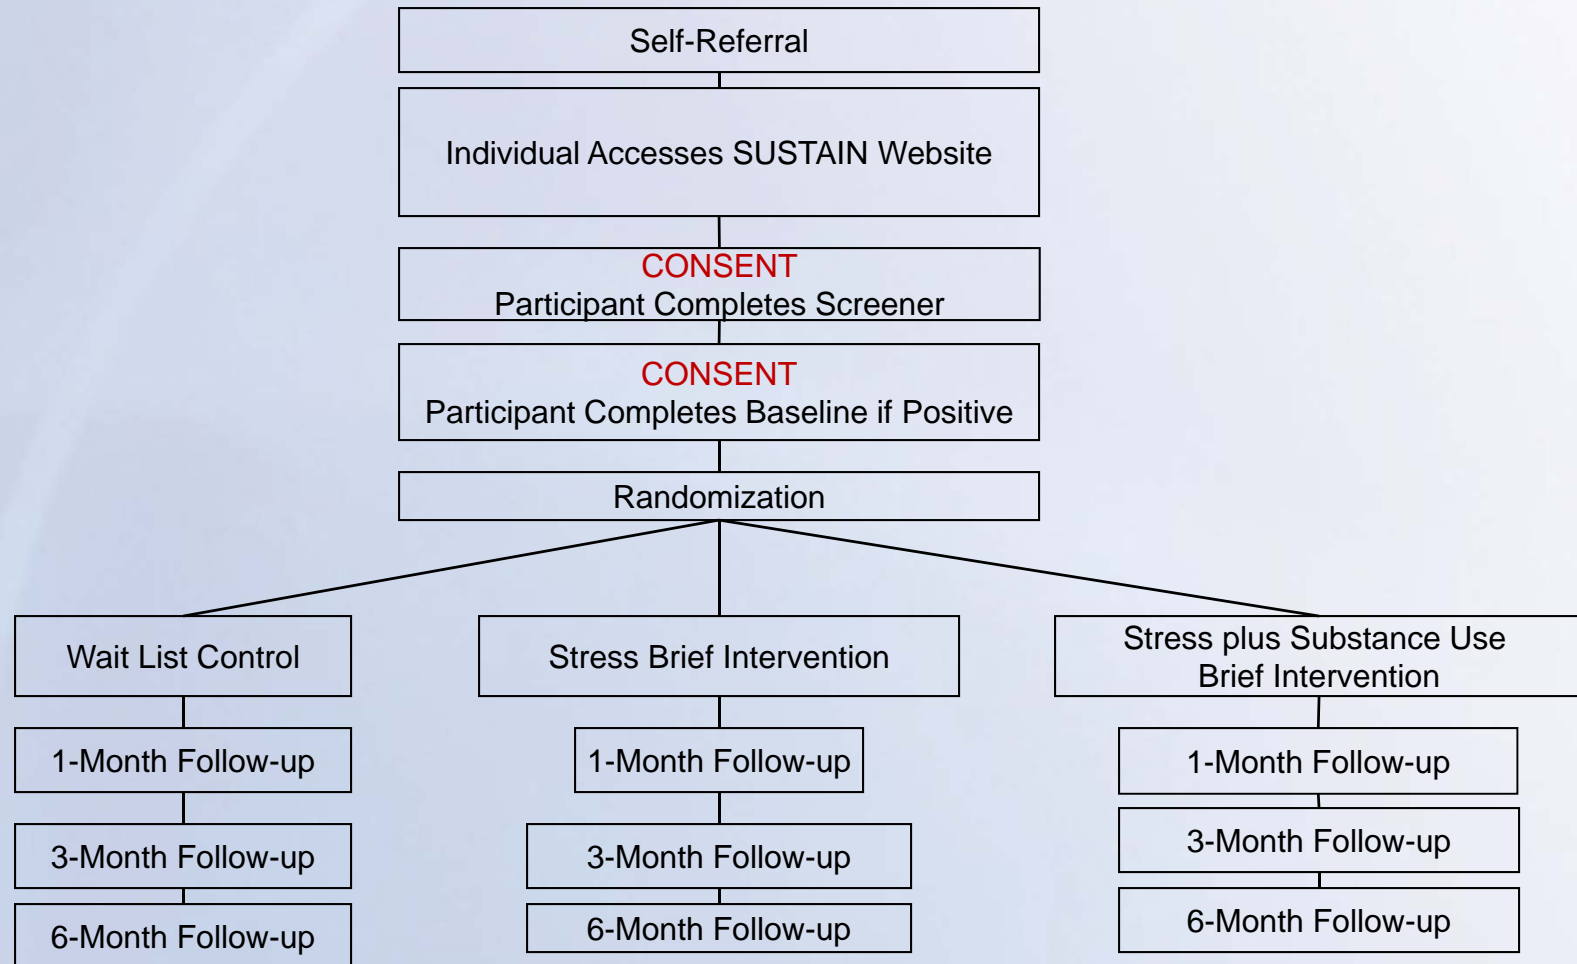 Self-Referral
Individual Accesses SUSTAIN Website
CONSENT
Participant Completes Screener
CONSENT
Participant Completes Baseline if Positive
Randomization
Wait List Control
Stress Brief Intervention
Stress plus Substance Use
Brief Intervention
1-Month Follow-up
1-Month Follow-up
1-Month Follow-up
3-Month Follow-up
3-Month Follow-up
3-Month Follow-up
6-Month Follow-up
6-Month Follow-up
6-Month Follow-up